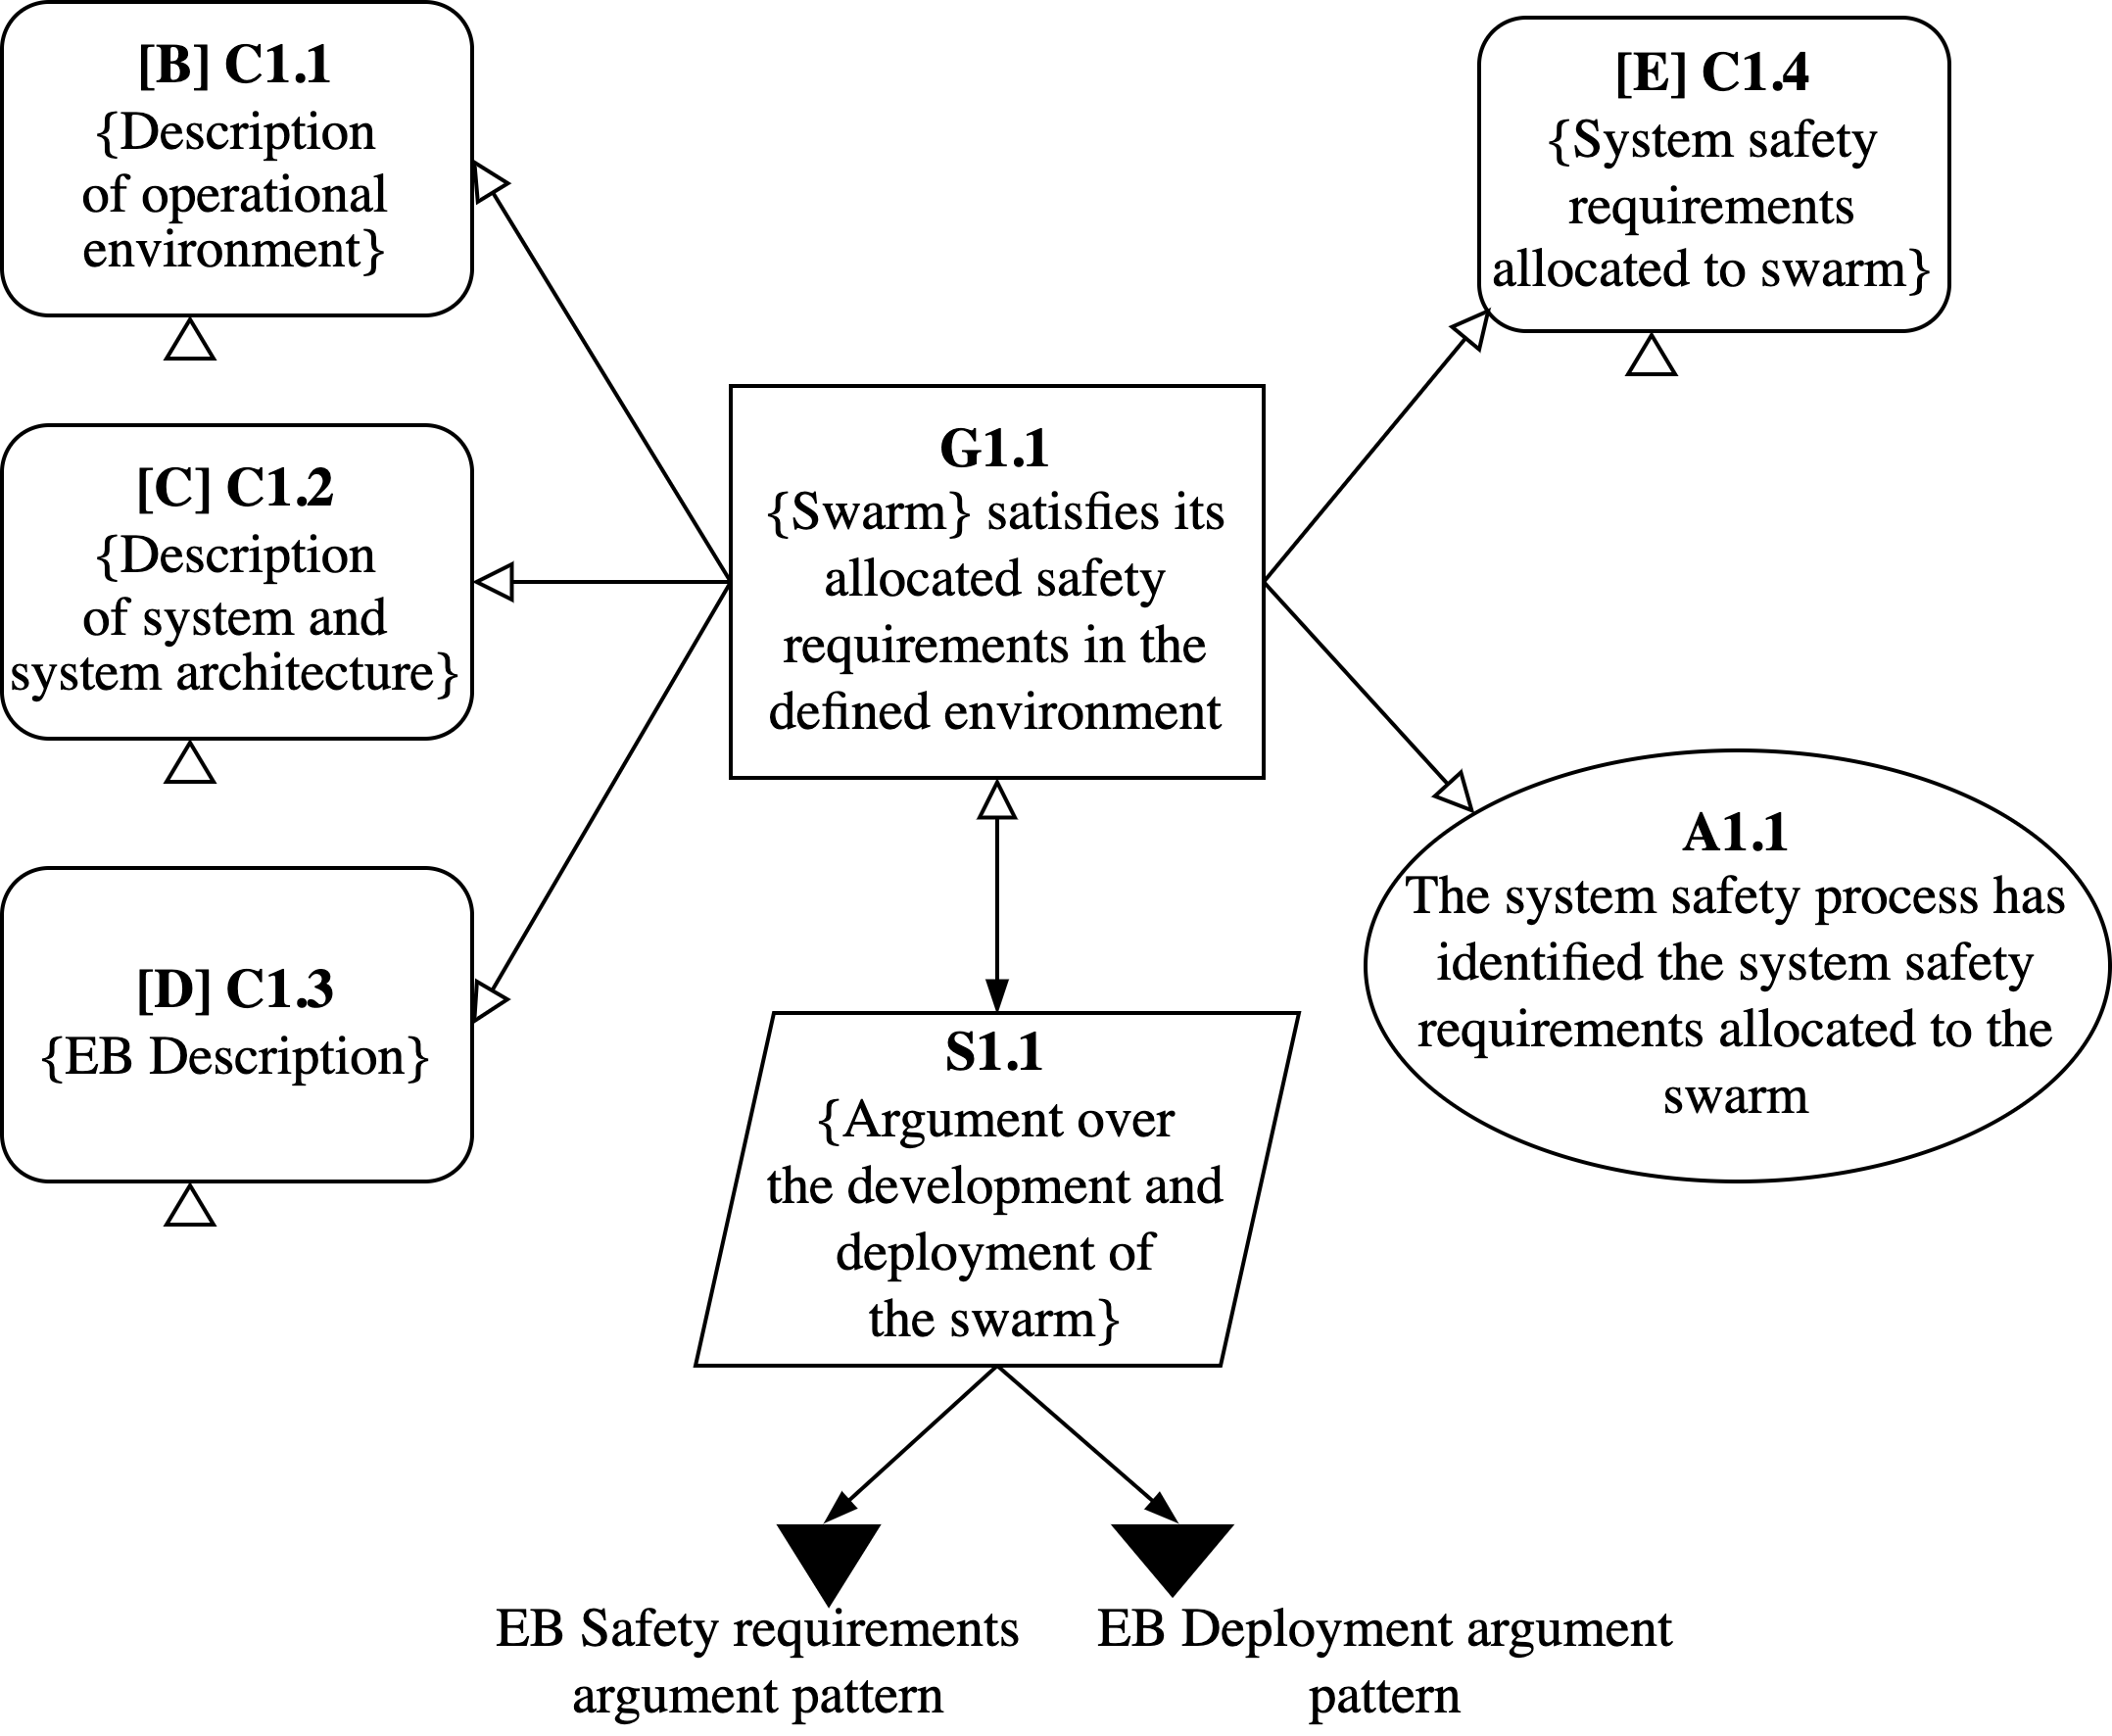 [B] C1.1
{Description
of operational
environment}
[E] C1.4
{System safety
requirements
allocated to swarm}
[C] C1.2
{Description
of system and
system architecture}
G1.1
{Swarm} satisfies its
allocated safety
requirements in the
defined environment
[D] C1.3
{EB Description}
A1.1
The system safety process has
identified the system safety
requirements allocated to the
swarm
S1.1
{Argument over
the development and
deployment of
the swarm}
EB Safety requirements
argument pattern
EB Deployment argument
pattern